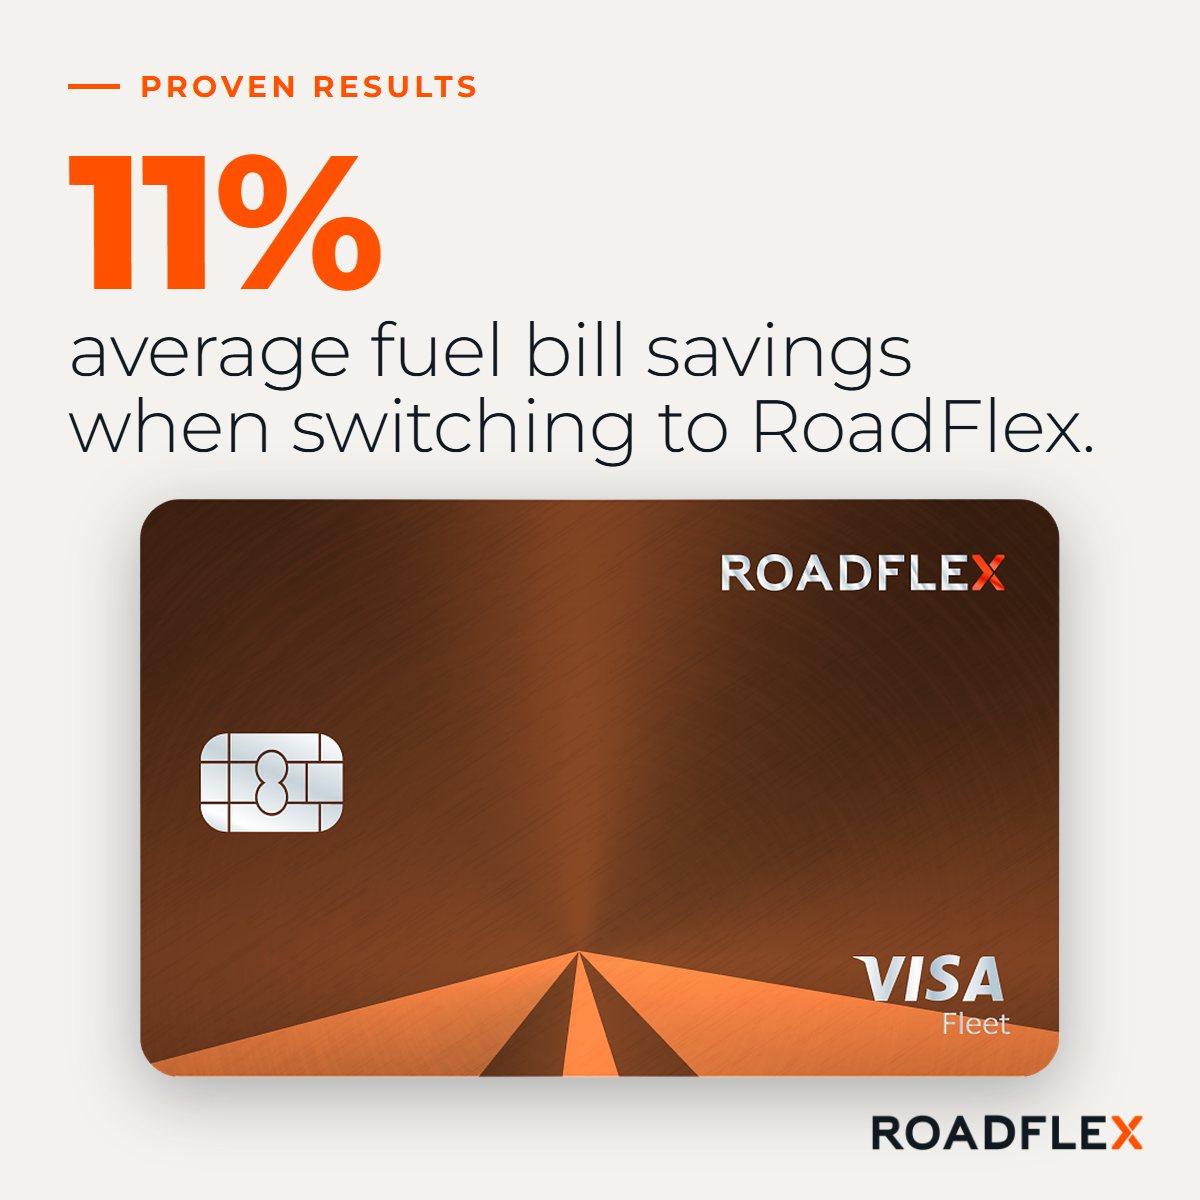 PROVEN RESULTS
11%
average fuel bill savings
when switching to RoadFlex.
ROADFLEX
VISA
Fleet
ROADFLEX